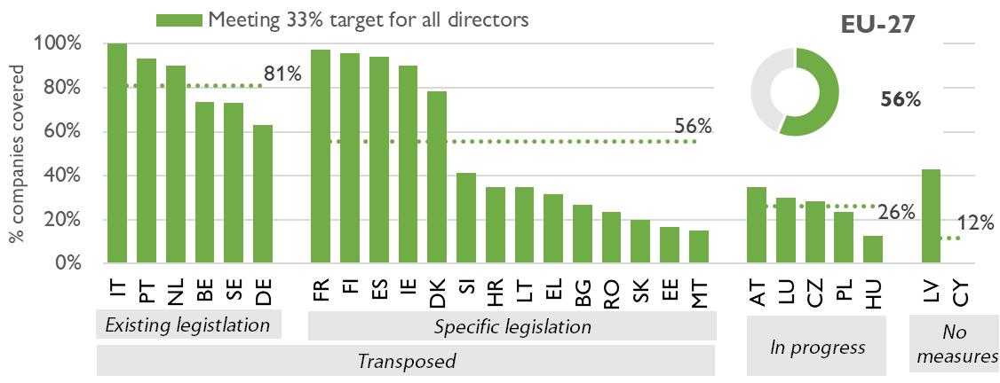 Meeting 33% target for all directors
EU-27
56%
% companies covered
100%
80%
60%
40%
20%
0%
81%
56%
26%
12%
IT PT NL BE SE DE FR FI ES IE DK SI HR LT EL BG RO SK EE MT AT LU CZ PL HU LV CY
Existing legistlation
Specific legislation
Transposed
In progress
No
measures